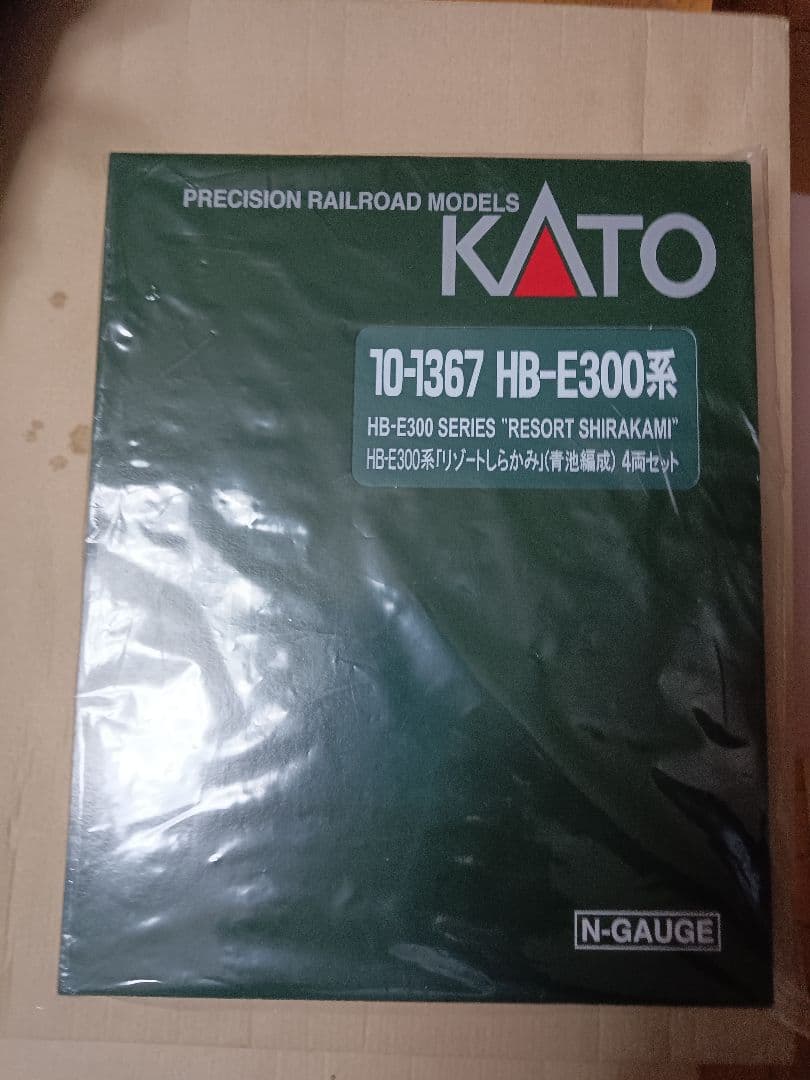 PRECISION RAILROAD MODELS
KATO
10-1367 HB-E300系
HB-E300 SERIES "RESORT SHIRAKAMI"
HB-E300系「リゾートしらかみ」(青池編成) 4両セット
N-GAUGE